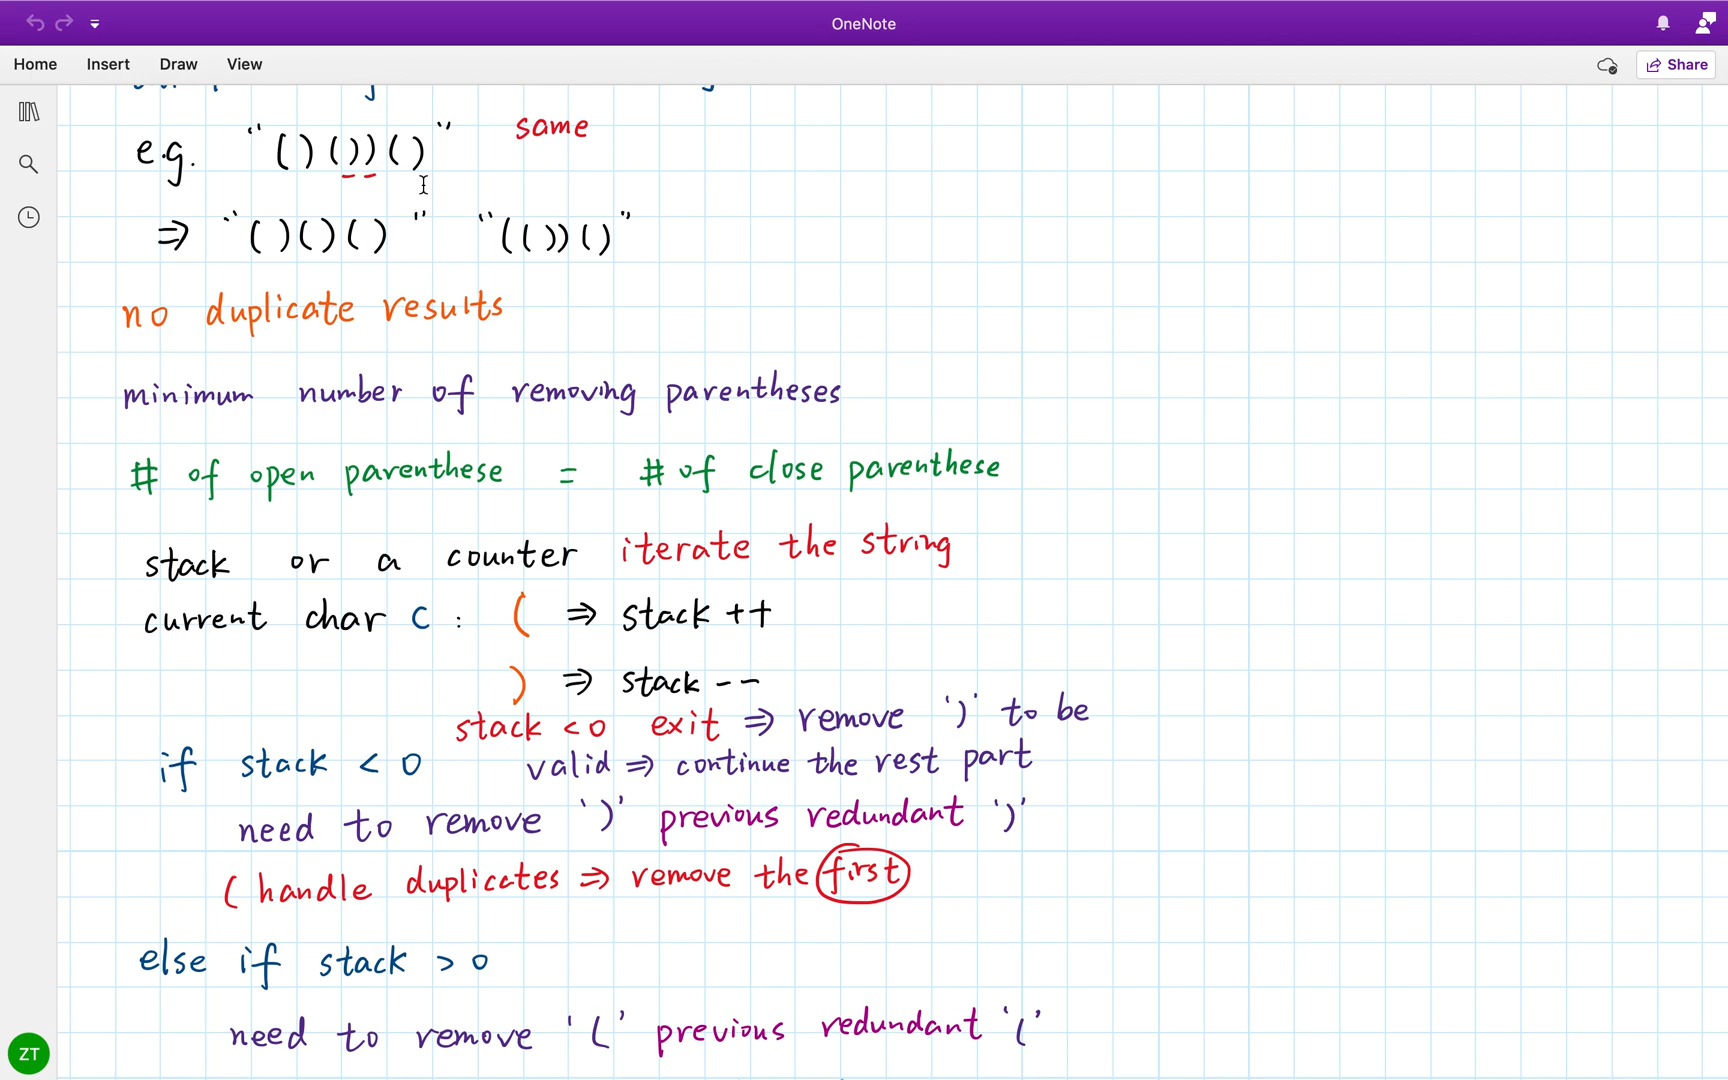 OneNote
Home Insert Draw View Share
e.g. "()())()" same
⇒ "()()()" "(())()"
no duplicate results
minimum number of removing parentheses
# of open parenthese = # of close parenthese
stack or a counter iterate the string
current char c : ( ⇒ stack ++
) ⇒ stack --
stack < 0 exit ⇒ remove ')' to be
if stack < 0 valid ⇒ continue the rest part
need to remove ')' previous redundant ')'
( handle duplicates ⇒ remove the first
else if stack > 0
need to remove '(' previous redundant '('
ZT